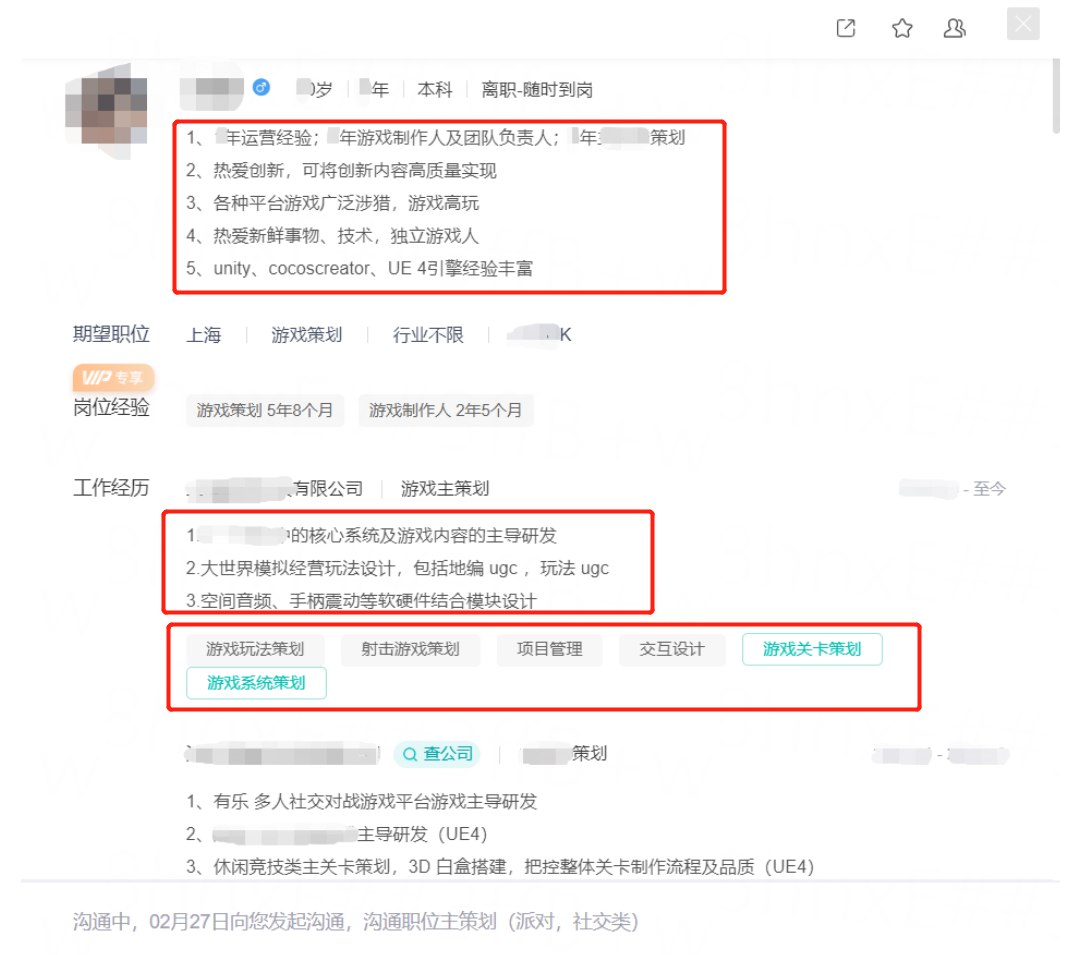 岁 年 本科 离职-随时到岗
1、 年运营经验； 年游戏制作人及团队负责人； 年 策划
2、热爱创新，可将创新内容高质量实现
3、各种平台游戏广泛涉猎，游戏高玩
4、热爱新鲜事物、技术，独立游戏人
5、unity、cocoscreator、UE 4引擎经验丰富
期望职位 上海 游戏策划 行业不限 K
VIP 专享
岗位经验 游戏策划 5年8个月 游戏制作人 2年5个月
工作经历 有限公司 游戏主策划 - 至今
1. 的核心系统及游戏内容的主导研发
2.大世界模拟经营玩法设计，包括地编 ugc ，玩法 ugc
3.空间音频、手柄震动等软硬件结合模块设计
游戏玩法策划 射击游戏策划 项目管理 交互设计 游戏关卡策划
游戏系统策划
查公司 策划 -
1、有乐 多人社交对战游戏平台游戏主导研发
2、 主导研发（UE4）
3、休闲竞技类主关卡策划，3D 白盒搭建，把控整体关卡制作流程及品质（UE4）
沟通中，02月27日向您发起沟通，沟通职位主策划（派对，社交类）